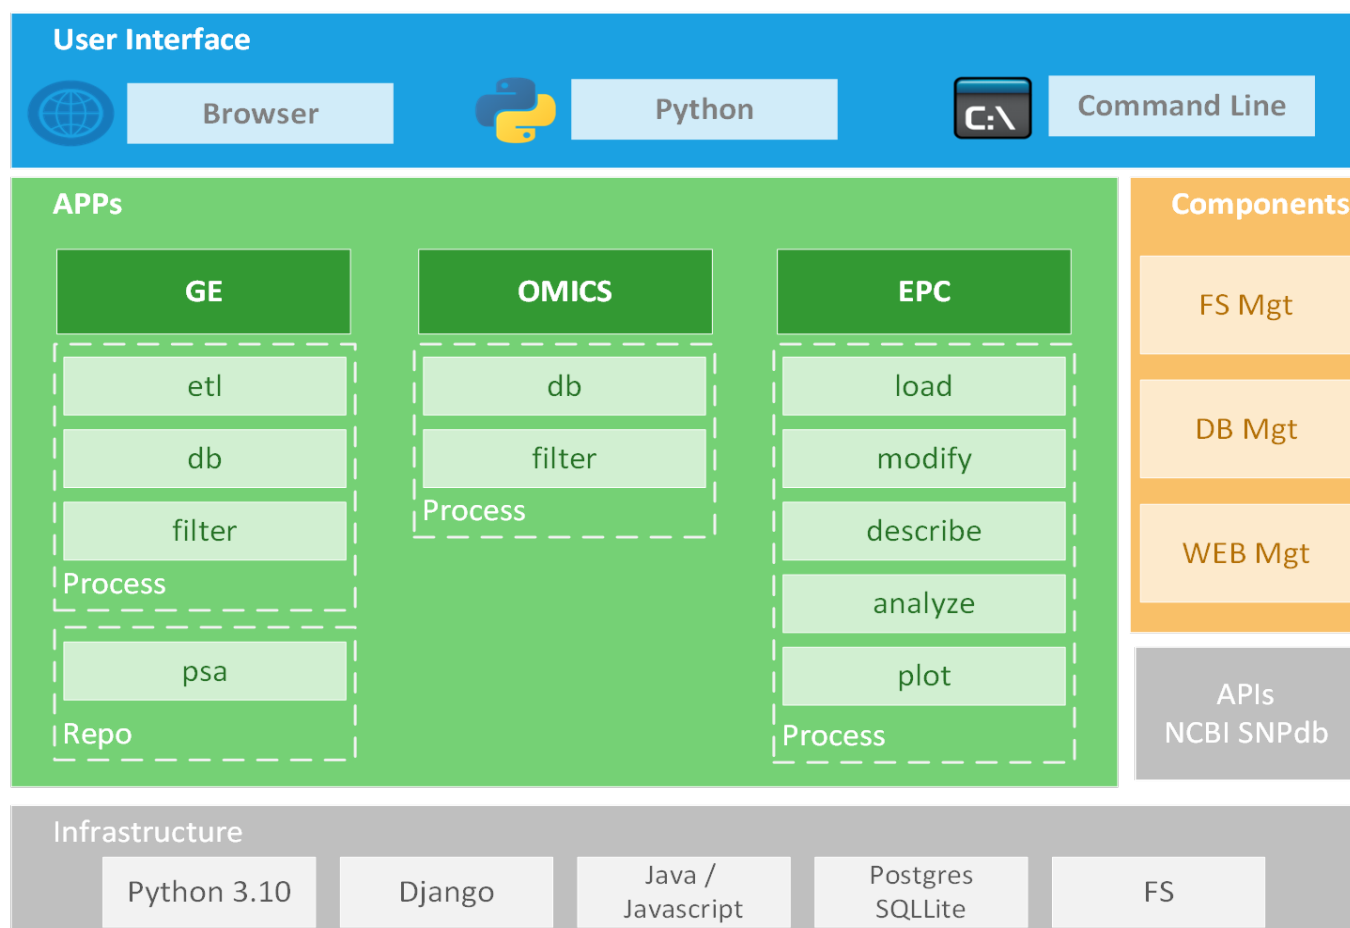 User Interface
Browser
Python
C:\
Command Line
APPs
GE
etl
db
filter
Process
psa
Repo
OMICS
db
filter
Process
EPC
load
modify
describe
analyze
plot
Process
Components
FS Mgt
DB Mgt
WEB Mgt
APIs
NCBI SNPdb
Infrastructure
Python 3.10
Django
Java /
Javascript
Postgres
SQLLite
FS